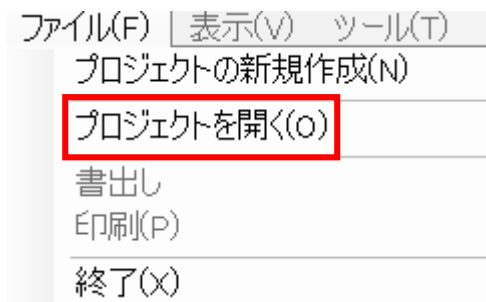 ファイル(F) 表示(V) ツール(T)
プロジェクトの新規作成(N)
プロジェクトを開く(O)
書出し
印刷(P)
終了(X)